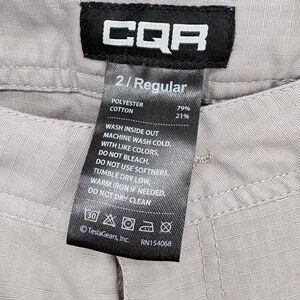 CQR
2 / Regular
POLYESTER 79%
COTTON 21%
WASH INSIDE OUT
MACHINE WASH COLD,
WITH LIKE COLORS.
DO NOT BLEACH,
DO NOT USE SOFTNERS.
TUMBLE DRY LOW.
WARM IRON IF NEEDED.
DO NOT DRY CLEAN
30
© TeslaGears, Inc. RN154068